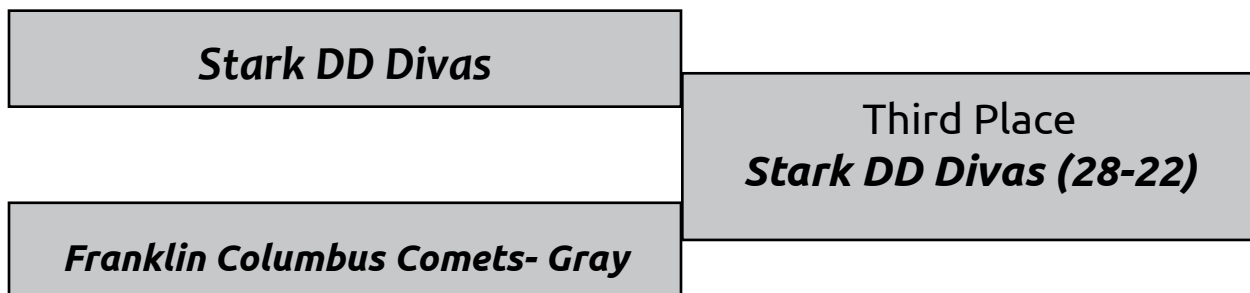 Stark DD Divas
Third Place
Stark DD Divas (28-22)
Franklin Columbus Comets- Gray